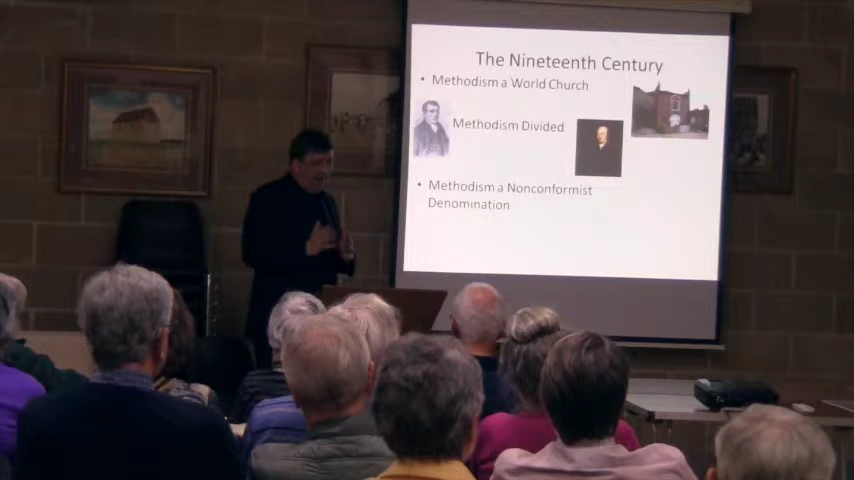 The Nineteenth Century
• Methodism a World Church
Methodism Divided
• Methodism a Nonconformist
Denomination